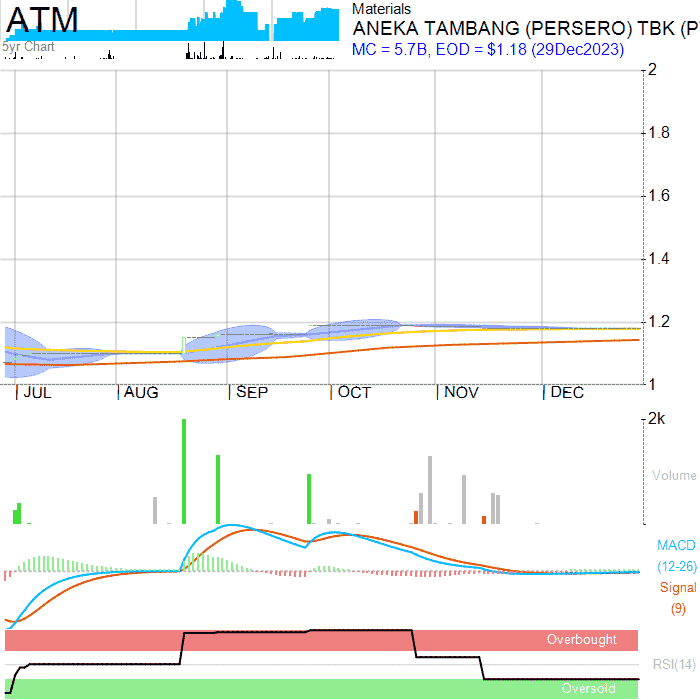 ATM
Materials
ANEKA TAMBANG (PERSERO) TBK (P
5yr Chart
MC = 5.7B, EOD = $1.18 (29Dec2023)
2
1.8
1.6
1.4
1.2
1
JUL AUG SEP OCT NOV DEC
2k
Volume
MACD
(12-26)
Signal
(9)
Overbought
RSI(14)
Oversold